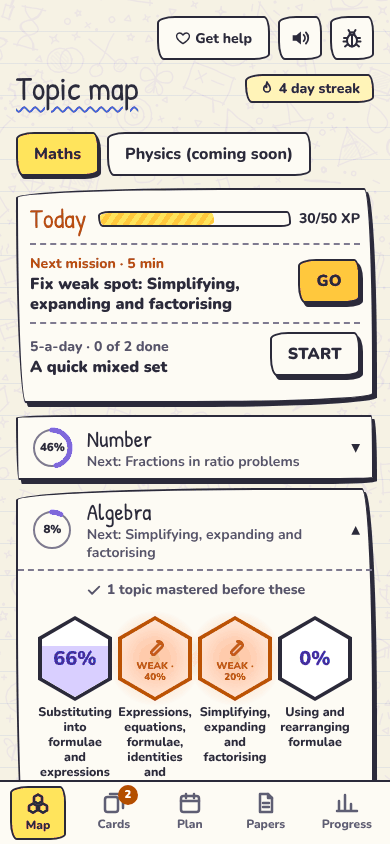 Get help
Topic map
4 day streak
Maths
Physics (coming soon)
Today
30/50 XP
Next mission · 5 min
Fix weak spot: Simplifying,
expanding and factorising
GO
5-a-day · 0 of 2 done
A quick mixed set
START
46%
Number
Next: Fractions in ratio problems
8%
Algebra
Next: Simplifying, expanding and
factorising
1 topic mastered before these
66%
WEAK ·
40%
WEAK ·
20%
0%
Substituting
into
formulae
and
expressions
Expressions,
equations,
formulae,
identities
and
Simplifying,
expanding
and
factorising
Using and
rearranging
formulae
Map
2
Cards
Plan
Papers
Progress